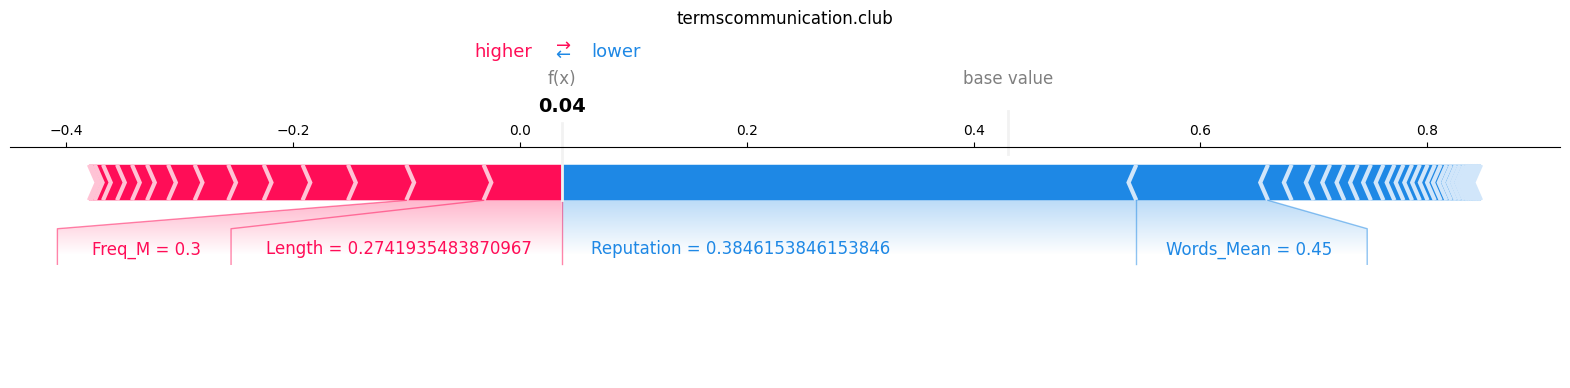 termscommunication.club
higher → ← lower
f(x) base value
0.04
−0.4 −0.2 0.0 0.2 0.4 0.6 0.8
Freq_M = 0.3 Length = 0.2741935483870967 Reputation = 0.3846153846153846 Words_Mean = 0.45